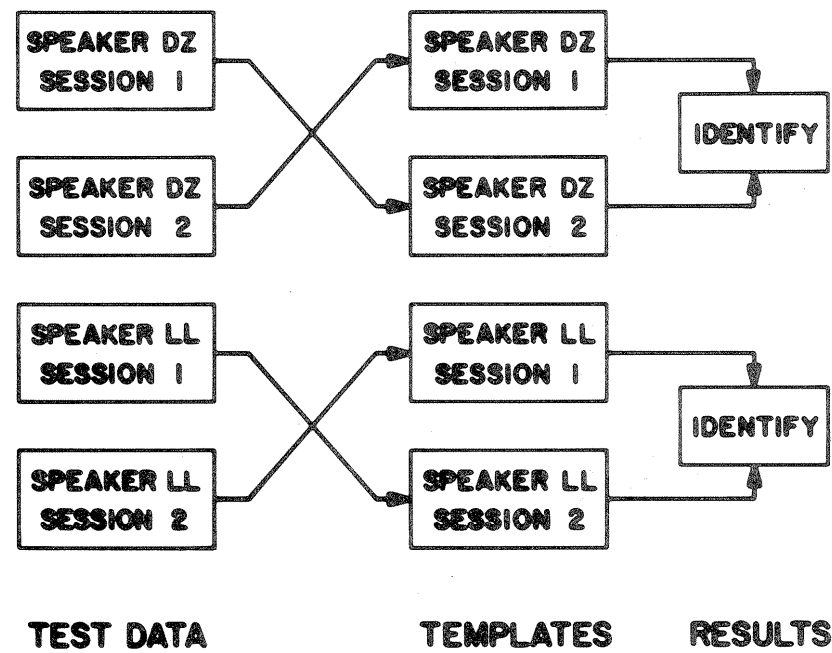 SPEAKER DZ
SESSION 1
SPEAKER DZ
SESSION 1
IDENTIFY
SPEAKER DZ
SESSION 2
SPEAKER DZ
SESSION 2
SPEAKER LL
SESSION 1
SPEAKER LL
SESSION 1
IDENTIFY
SPEAKER LL
SESSION 2
SPEAKER LL
SESSION 2
TEST DATA
TEMPLATES
RESULTS